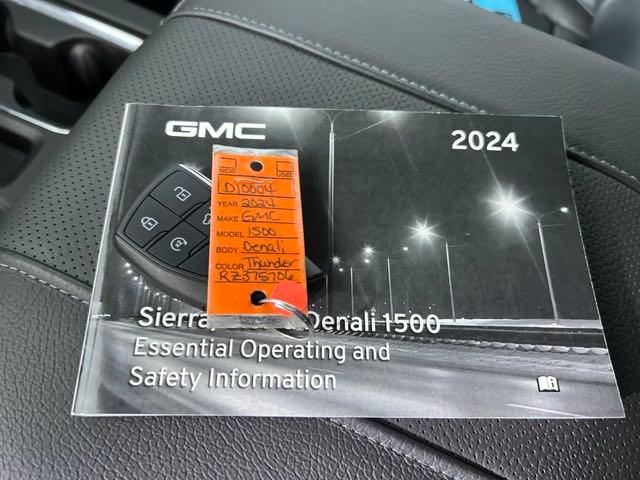 GMC
2024
NEW USED
D10004
YEAR 2024
MAKE GMC
MODEL 1500
BODY Denali
COLOR Thunder
RZ375706
Sierra Denali 1500
Essential Operating and
Safety Information